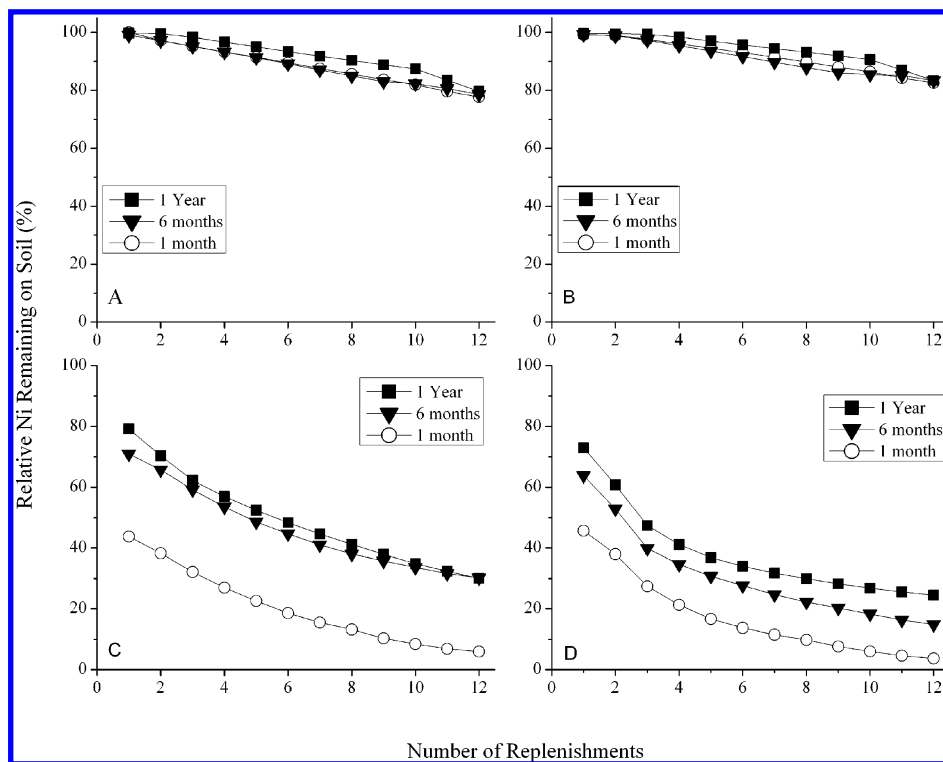 Relative Ni Remaining on Soil (%)
100
80
60
40
20
0
1 Year
6 months
1 month
A
0 2 4 6 8 10 12
100
80
60
40
20
0
1 Year
6 months
1 month
B
0 2 4 6 8 10 12
100
80
60
40
20
0
1 Year
6 months
1 month
C
0 2 4 6 8 10 12
100
80
60
40
20
0
1 Year
6 months
1 month
D
0 2 4 6 8 10 12
Number of Replenishments